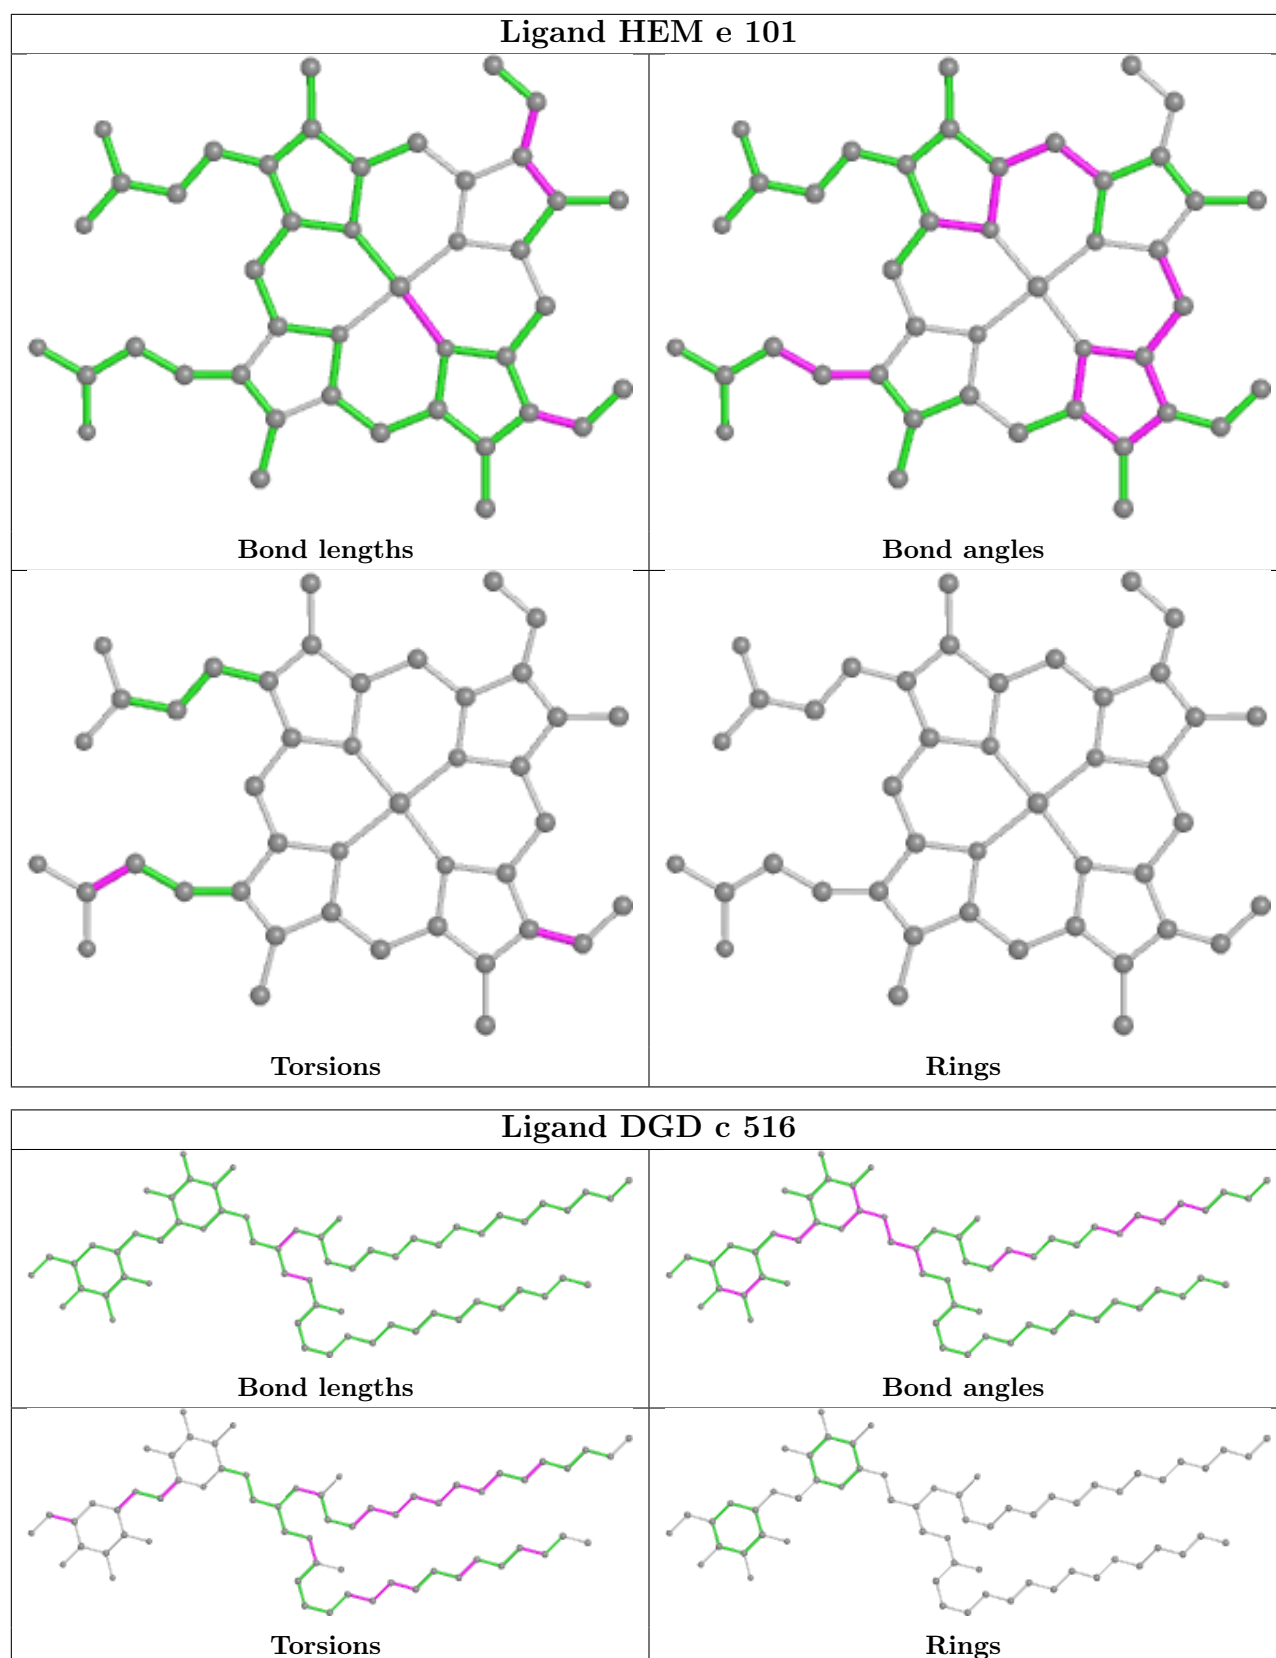 Ligand HEM e 101
Bond lengths
Bond angles
Torsions
Rings
Ligand DGD c 516
Bond lengths
Bond angles
Torsions
Rings